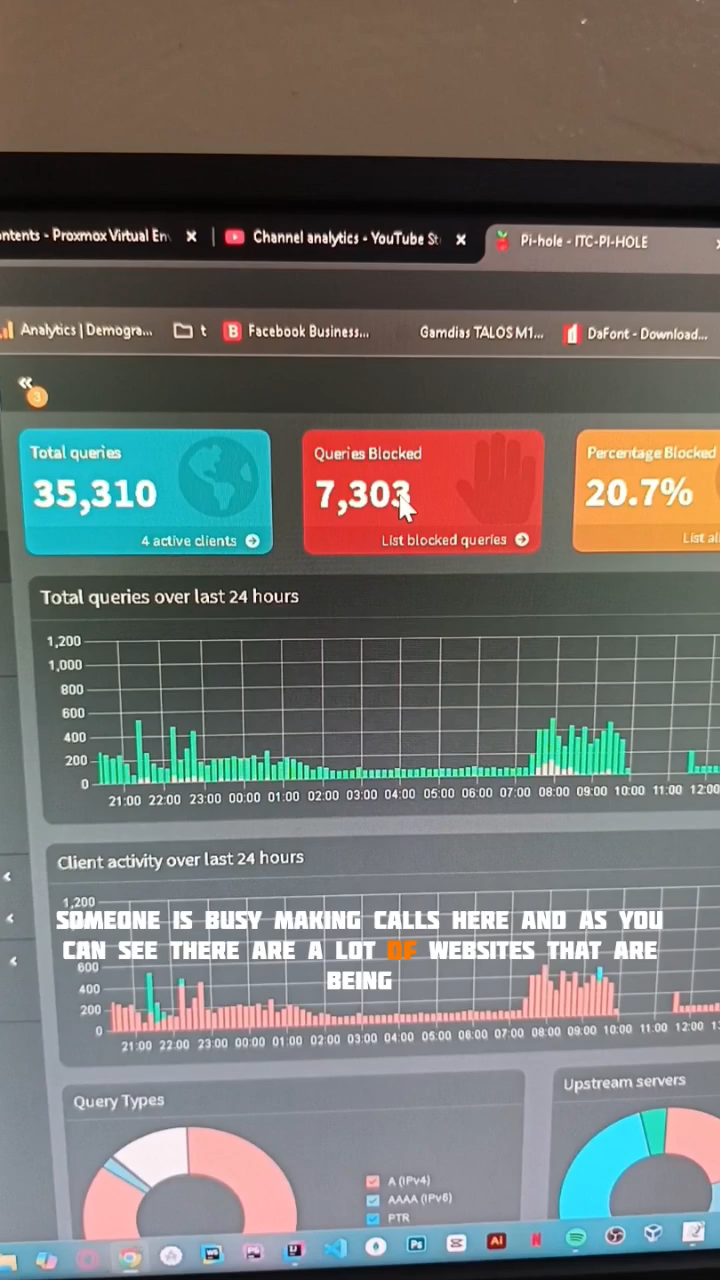 ntents - Proxmox Virtual En
Channel analytics - YouTube St
Pi-hole - ITC-PI-HOLE
Analytics | Demogra...
t
Facebook Business...
Gamdias TALOS M1...
DaFont - Download...
3
Total queries
35,310
4 active clients
Queries Blocked
7,303
List blocked queries
Percentage Blocked
20.7%
List al
Total queries over last 24 hours
1,200
1,000
800
600
400
200
0
21:00 22:00 23:00 00:00 01:00 02:00 03:00 04:00 05:00 06:00 07:00 08:00 09:00 10:00 11:00 12:00
Client activity over last 24 hours
1,200
SOMEONE IS BUSY MAKING CALLS HERE AND AS YOU
CAN SEE THERE ARE A LOT OF WEBSITES THAT ARE
BEING
600
400
200
0
21:00 22:00 23:00 00:00 01:00 02:00 03:00 04:00 05:00 06:00 07:00 08:00 09:00 10:00 11:00 12:00
Query Types
A (IPv4)
AAAA (IPv6)
PTR
Upstream servers
Ps
Ai
N